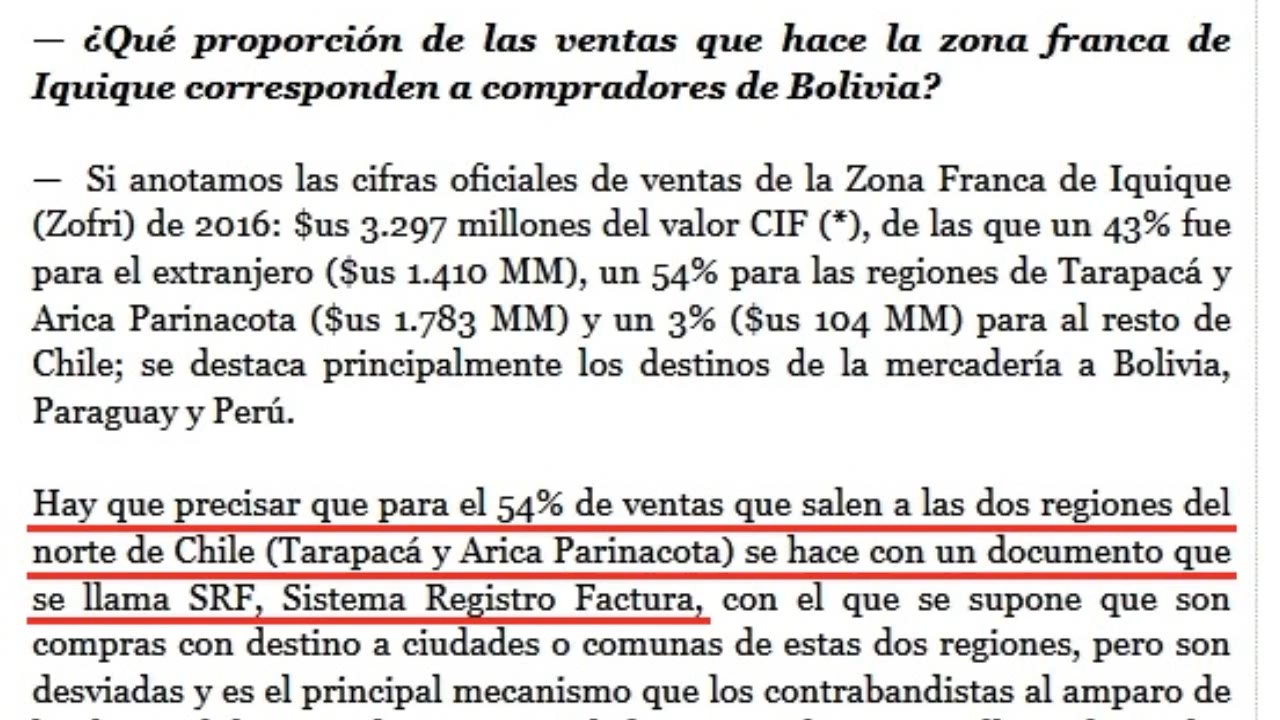 — ¿Qué proporción de las ventas que hace la zona franca de
Iquique corresponden a compradores de Bolivia?
— Si anotamos las cifras oficiales de ventas de la Zona Franca de Iquique
(Zofri) de 2016: $us 3.297 millones del valor CIF (*), de las que un 43% fue
para el extranjero ($us 1.410 MM), un 54% para las regiones de Tarapacá y
Arica Parinacota ($us 1.783 MM) y un 3% ($us 104 MM) para al resto de
Chile; se destaca principalmente los destinos de la mercadería a Bolivia,
Paraguay y Perú.
Hay que precisar que para el 54% de ventas que salen a las dos regiones del
norte de Chile (Tarapacá y Arica Parinacota) se hace con un documento que
se llama SRF, Sistema Registro Factura, con el que se supone que son
compras con destino a ciudades o comunas de estas dos regiones, pero son
desviadas y es el principal mecanismo que los contrabandistas al amparo de